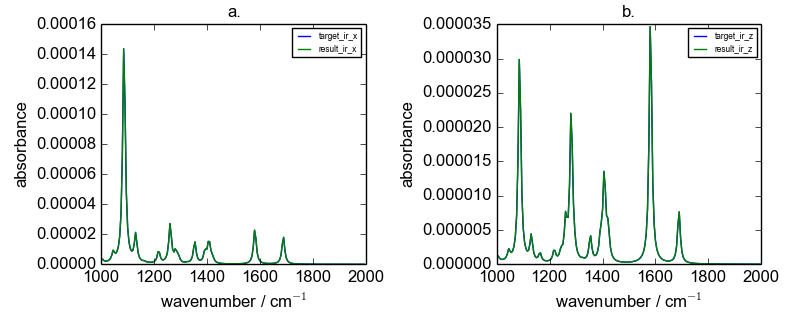 a.
0.00016
0.00014
0.00012
0.00010
0.00008
0.00006
0.00004
0.00002
0.00000
absorbance
target_ir_x
result_ir_x
1000 1200 1400 1600 1800 2000
wavenumber / cm⁻¹
b.
0.000035
0.000030
0.000025
0.000020
0.000015
0.000010
0.000005
0.000000
absorbance
target_ir_z
result_ir_z
1000 1200 1400 1600 1800 2000
wavenumber / cm⁻¹